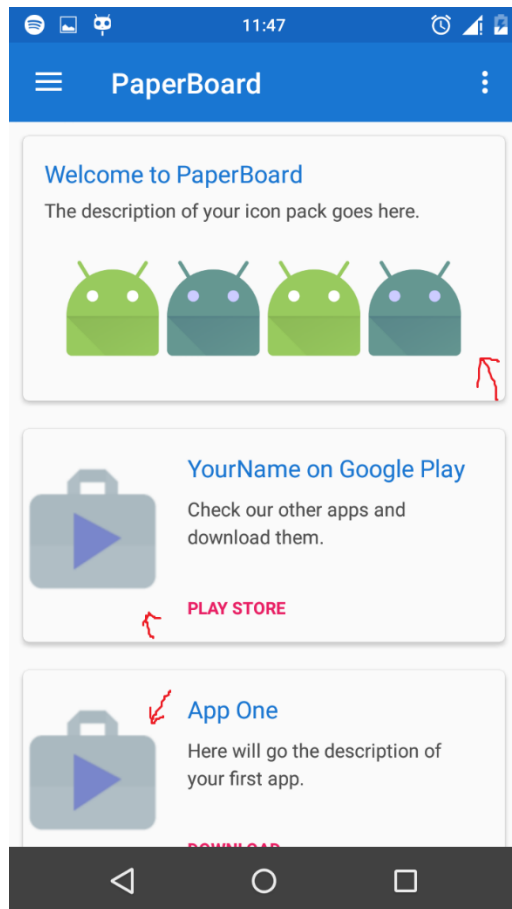 11:47
PaperBoard
Welcome to PaperBoard
The description of your icon pack goes here.
YourName on Google Play
Check our other apps and
download them.
PLAY STORE
App One
Here will go the description of
your first app.
DOWNLOAD